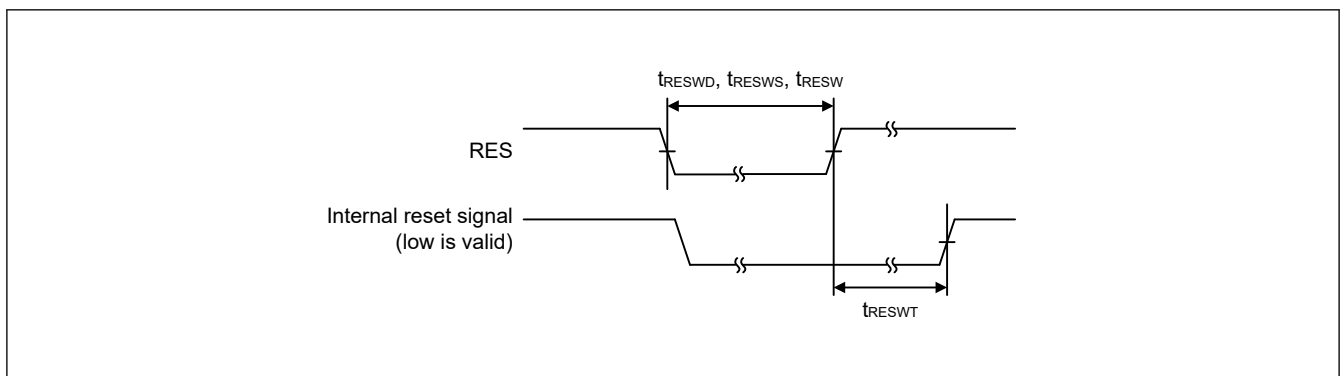 tRESWD, tRESWS, tRESW
RES
Internal reset signal
(low is valid)
tRESWT